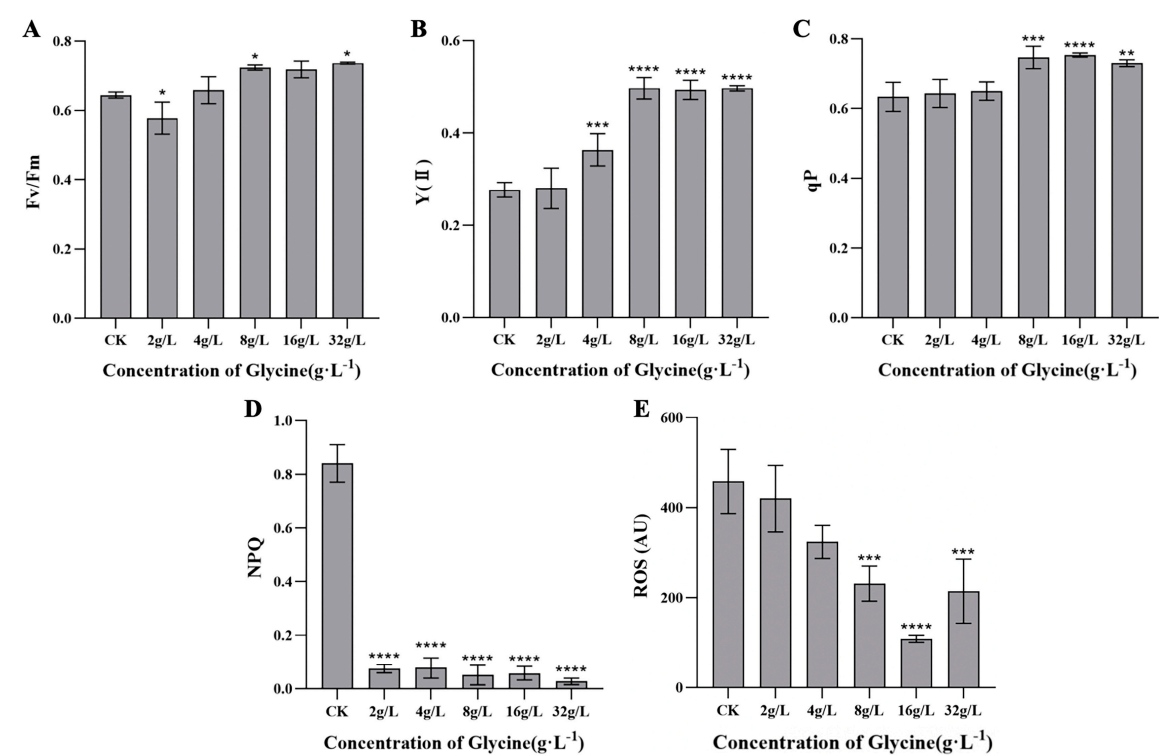 A
Fv/Fm
0.8
0.6
0.4
0.2
0.0
* * * *
CK 2g/L 4g/L 8g/L 16g/L 32g/L
Concentration of Glycine(g·L⁻¹)
B
Y(Ⅱ)
0.6
0.4
0.2
0.0
*** **** **** ****
CK 2g/L 4g/L 8g/L 16g/L 32g/L
Concentration of Glycine(g·L⁻¹)
C
qP
0.8
0.6
0.4
0.2
0.0
*** **** **
CK 2g/L 4g/L 8g/L 16g/L 32g/L
Concentration of Glycine(g·L⁻¹)
D
NPQ
1.0
0.8
0.6
0.4
0.2
0.0
**** **** **** **** ****
CK 2g/L 4g/L 8g/L 16g/L 32g/L
Concentration of Glycine(g·L⁻¹)
E
ROS (AU)
600
400
200
0
*** **** ***
CK 2g/L 4g/L 8g/L 16g/L 32g/L
Concentration of Glycine(g·L⁻¹)